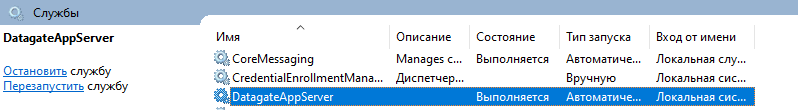 Службы
DatagateAppServer
Остановить службу
Перезапустить службу
Имя Описание Состояние Тип запуска Вход от имени
CoreMessaging Manages c... Выполняется Автоматиче... Локальная слу...
CredentialEnrollmentMana... Диспетчер... Вручную Локальная сис...
DatagateAppServer Выполняется Автоматиче... Локальная сис...